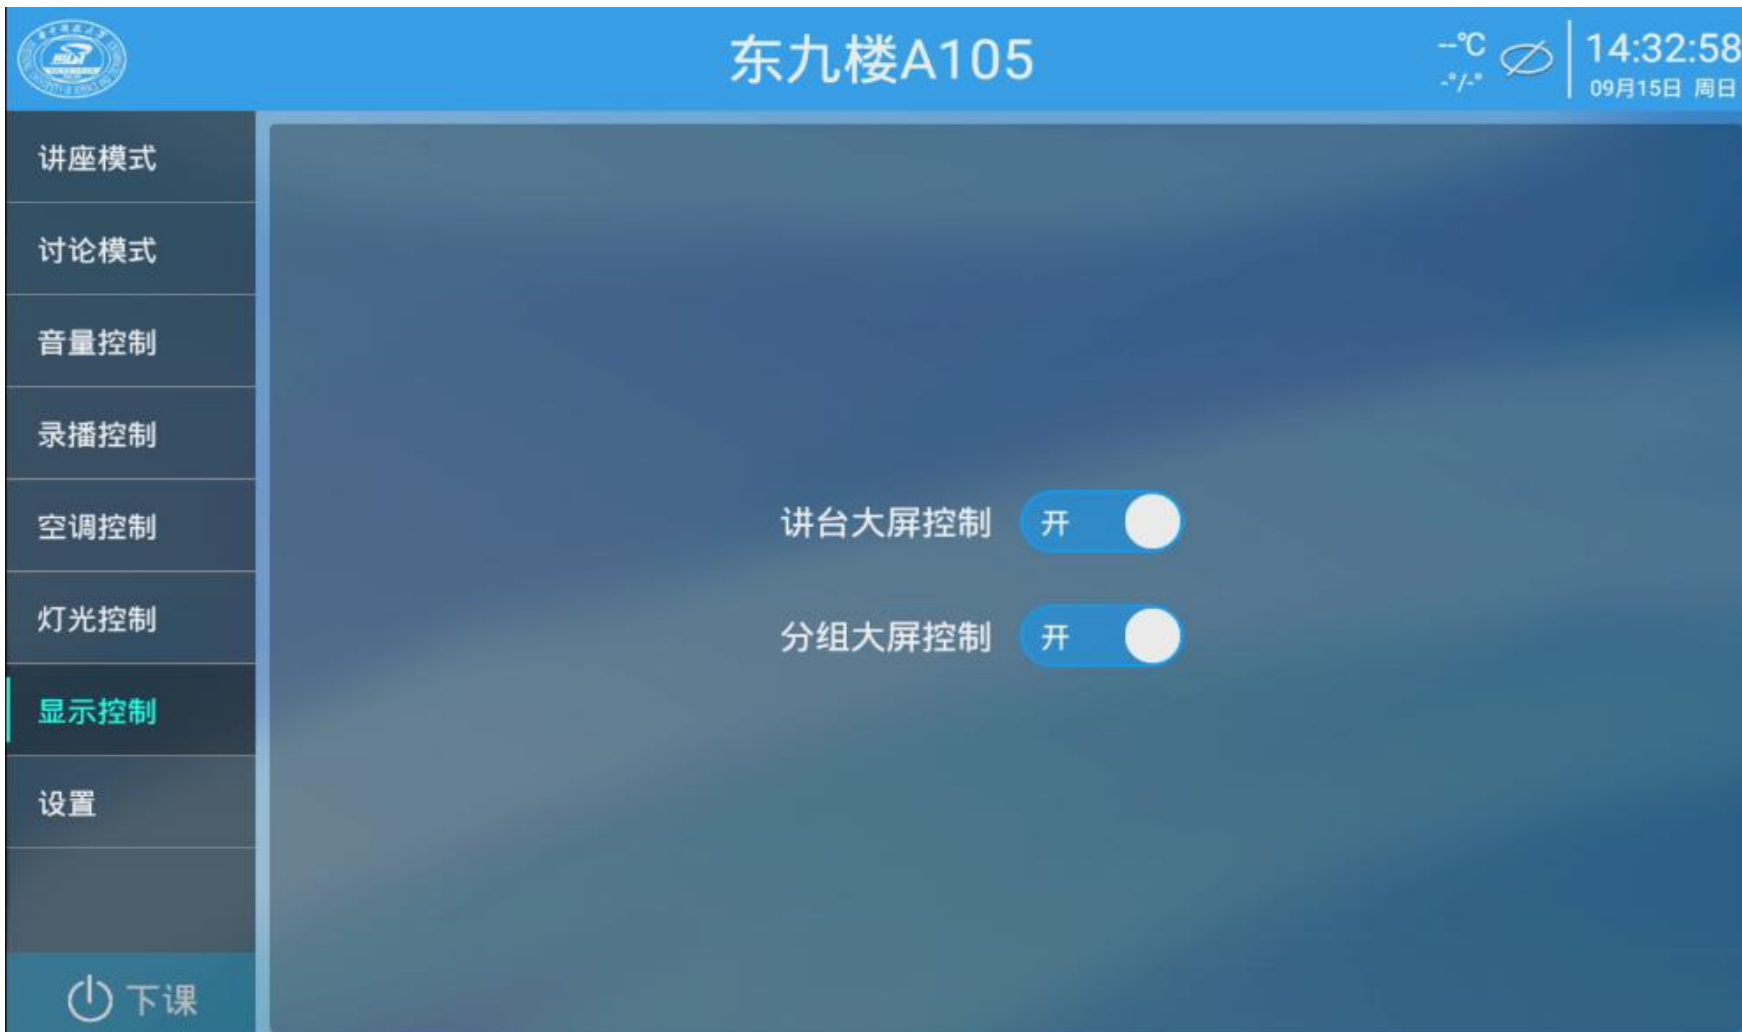 东九楼A105
--℃
-°/-°
14:32:58
09月15日 周日
讲座模式
讨论模式
音量控制
录播控制
空调控制
灯光控制
显示控制
设置
下课
讲台大屏控制 开
分组大屏控制 开